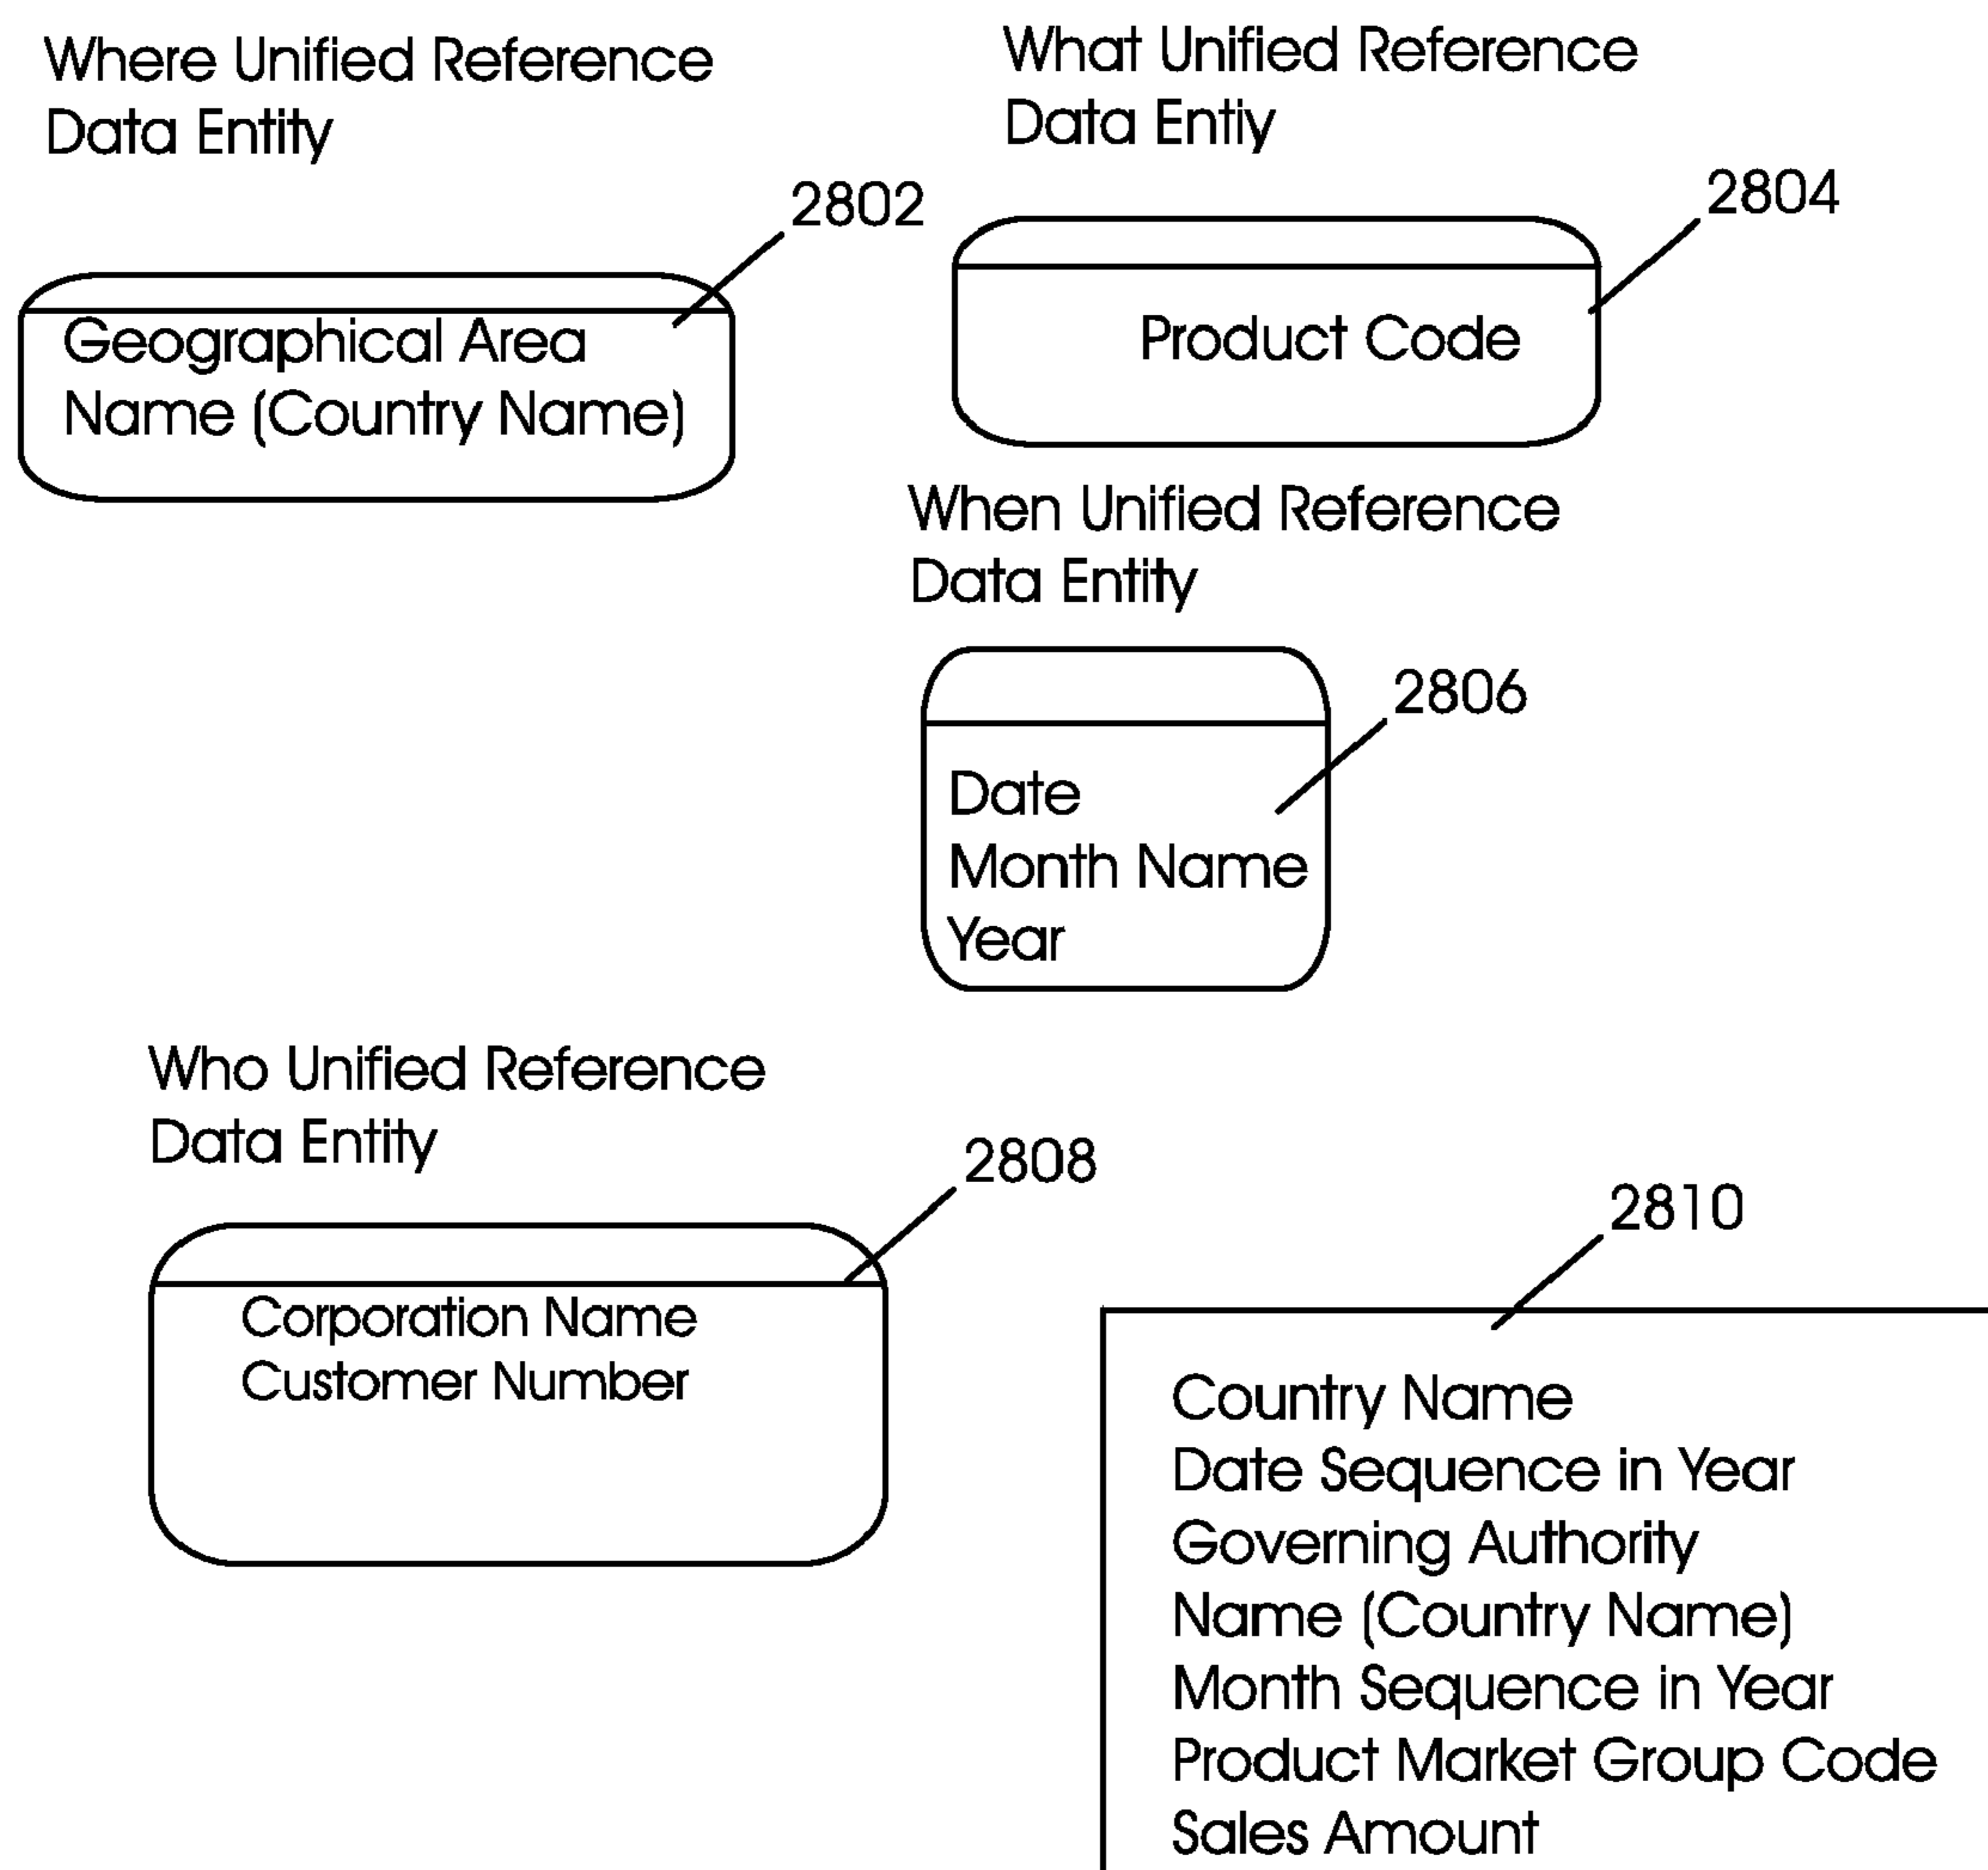 Where Unified Reference
Data Entity
2802
Geographical Area
Name (Country Name)
What Unified Reference
Data Entiy
2804
Product Code
When Unified Reference
Data Entity
2806
Date
Month Name
Year
Who Unified Reference
Data Entity
2808
Corporation Name
Customer Number
2810
Country Name
Date Sequence in Year
Governing Authority
Name (Country Name)
Month Sequence in Year
Product Market Group Code
Sales Amount